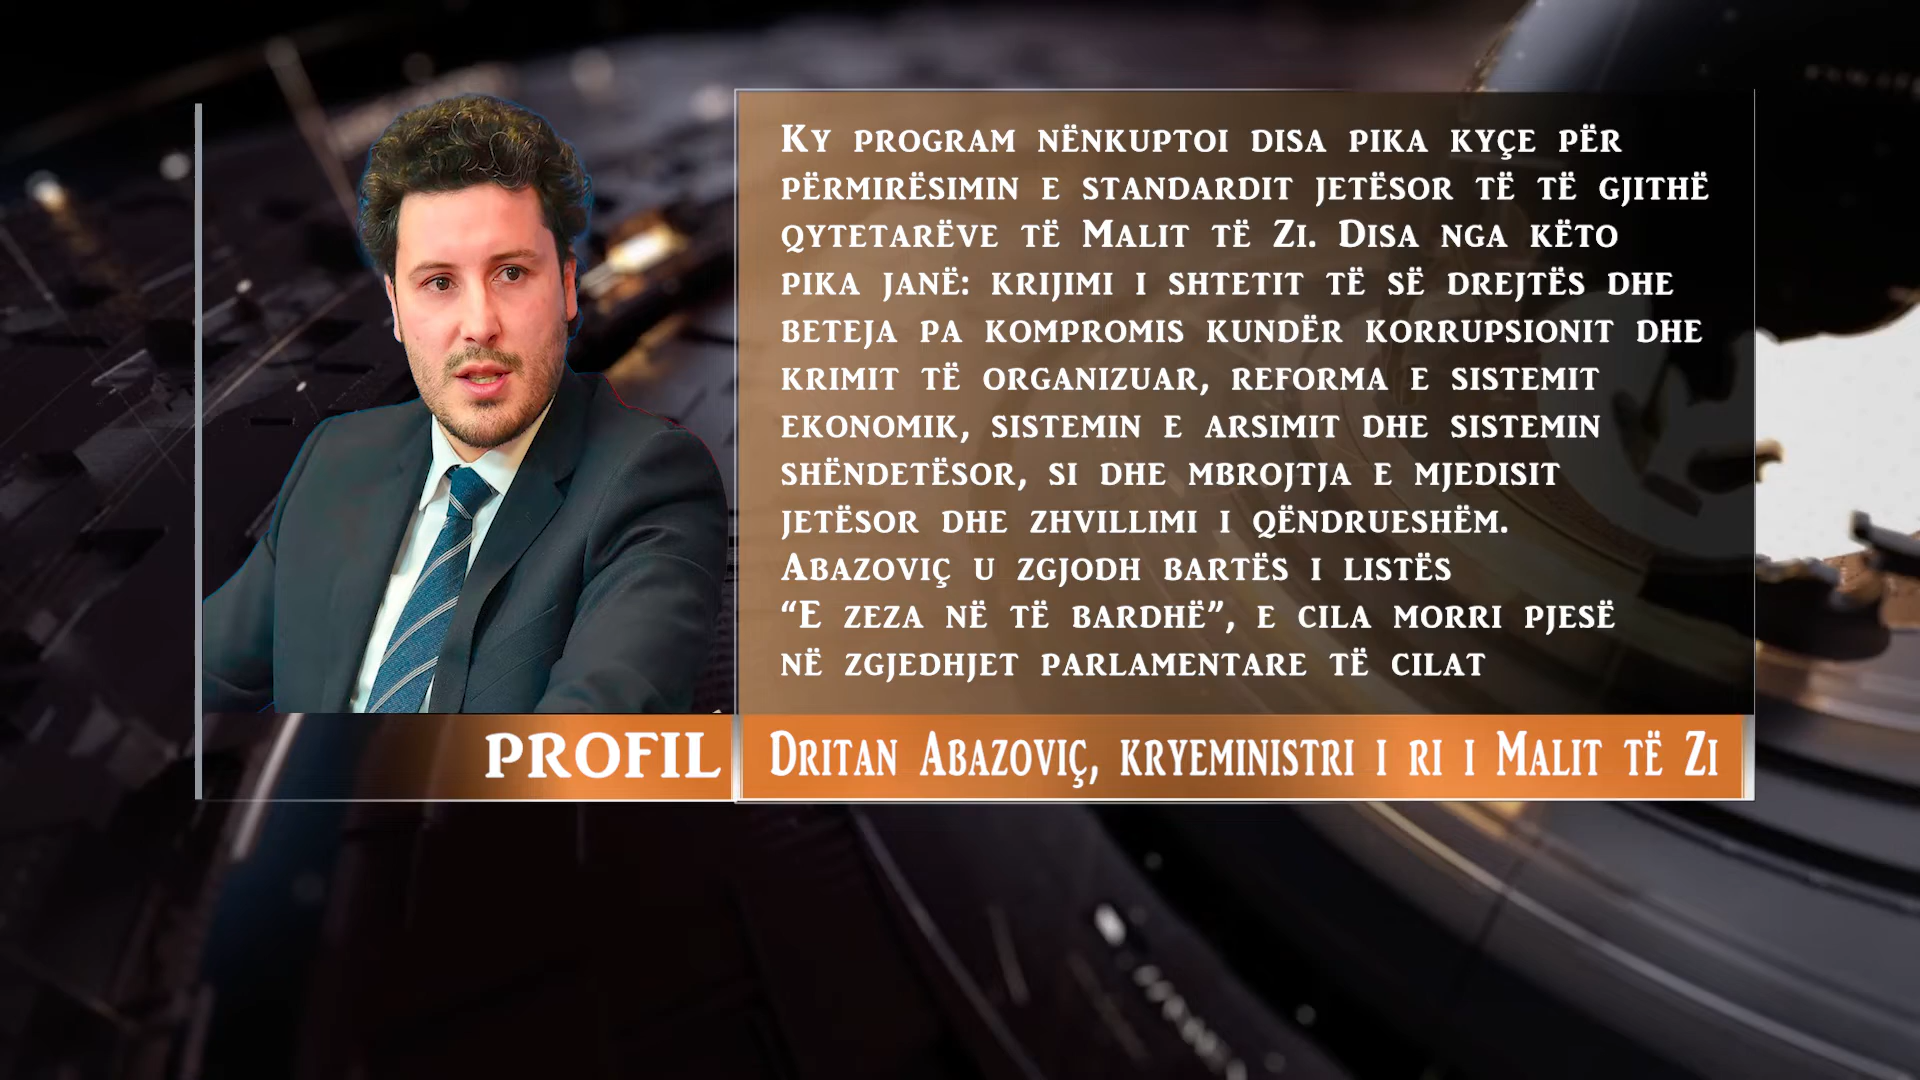 Ky program nënkuptoi disa pika kyçe për
përmirësimin e standardit jetësor të të gjithë
qytetarëve të Malit të Zi. Disa nga këto
pika janë: krijimi i shtetit të së drejtës dhe
beteja pa kompromis kundër korrupsionit dhe
krimit të organizuar, reforma e sistemit
ekonomik, sistemin e arsimit dhe sistemin
shëndetësor, si dhe mbrojtja e mjedisit
jetësor dhe zhvillimi i qëndrueshëm.
Abazoviç u zgjodh bartës i listës
“E zeza në të bardhë”, e cila morri pjesë
në zgjedhjet parlamentare të cilat
PROFIL
Dritan Abazoviç, kryeministri i ri i Malit të Zi